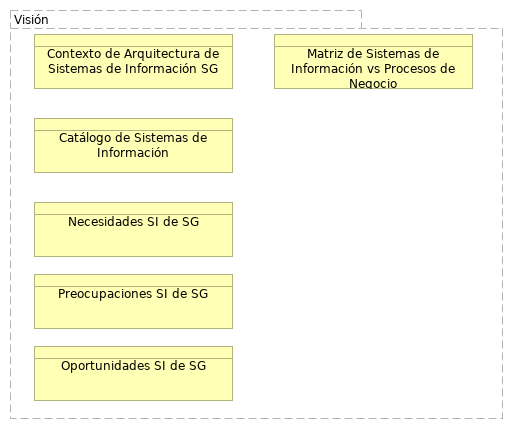 Visión
Contexto de Arquitectura de
Sistemas de Información SG
Matriz de Sistemas de
Información vs Procesos de
Negocio
Catálogo de Sistemas de
Información
Necesidades SI de SG
Preocupaciones SI de SG
Oportunidades SI de SG